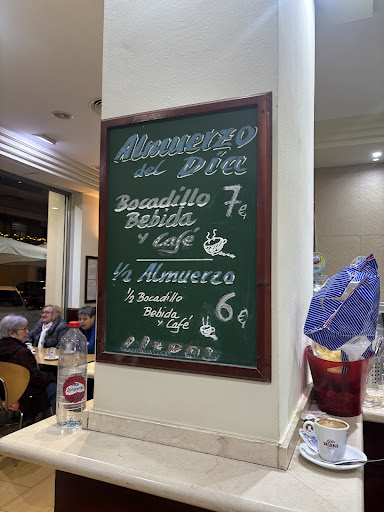 Almuerzo
del Día
Bocadillo
Bebida 7€
y Café
½ Almuerzo
½ Bocadillo
Bebida 6€
y Café